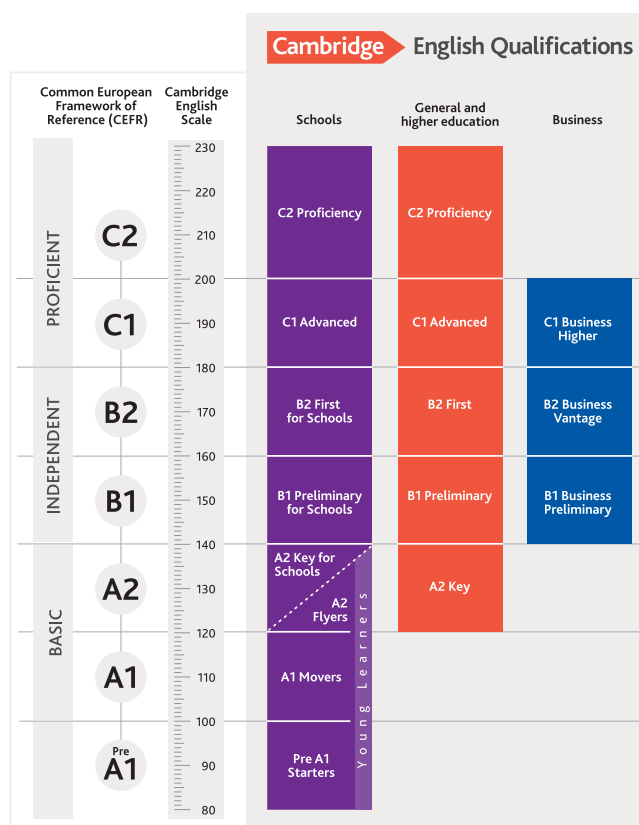 Cambridge English Qualifications
Common European
Framework of
Reference (CEFR)
Cambridge
English
Scale
Schools
General and
higher education
Business
PROFICIENT
INDEPENDENT
BASIC
C2
C1
B2
B1
A2
A1
Pre
A1
230
220
210
200
190
180
170
160
150
140
130
120
110
100
90
80
C2 Proficiency
C1 Advanced
B2 First
for Schools
B1 Preliminary
for Schools
A2 Key for
Schools
A2
Flyers
A1 Movers
Pre A1
Starters
Young Learners
C2 Proficiency
C1 Advanced
B2 First
B1 Preliminary
A2 Key
C1 Business
Higher
B2 Business
Vantage
B1 Business
Preliminary